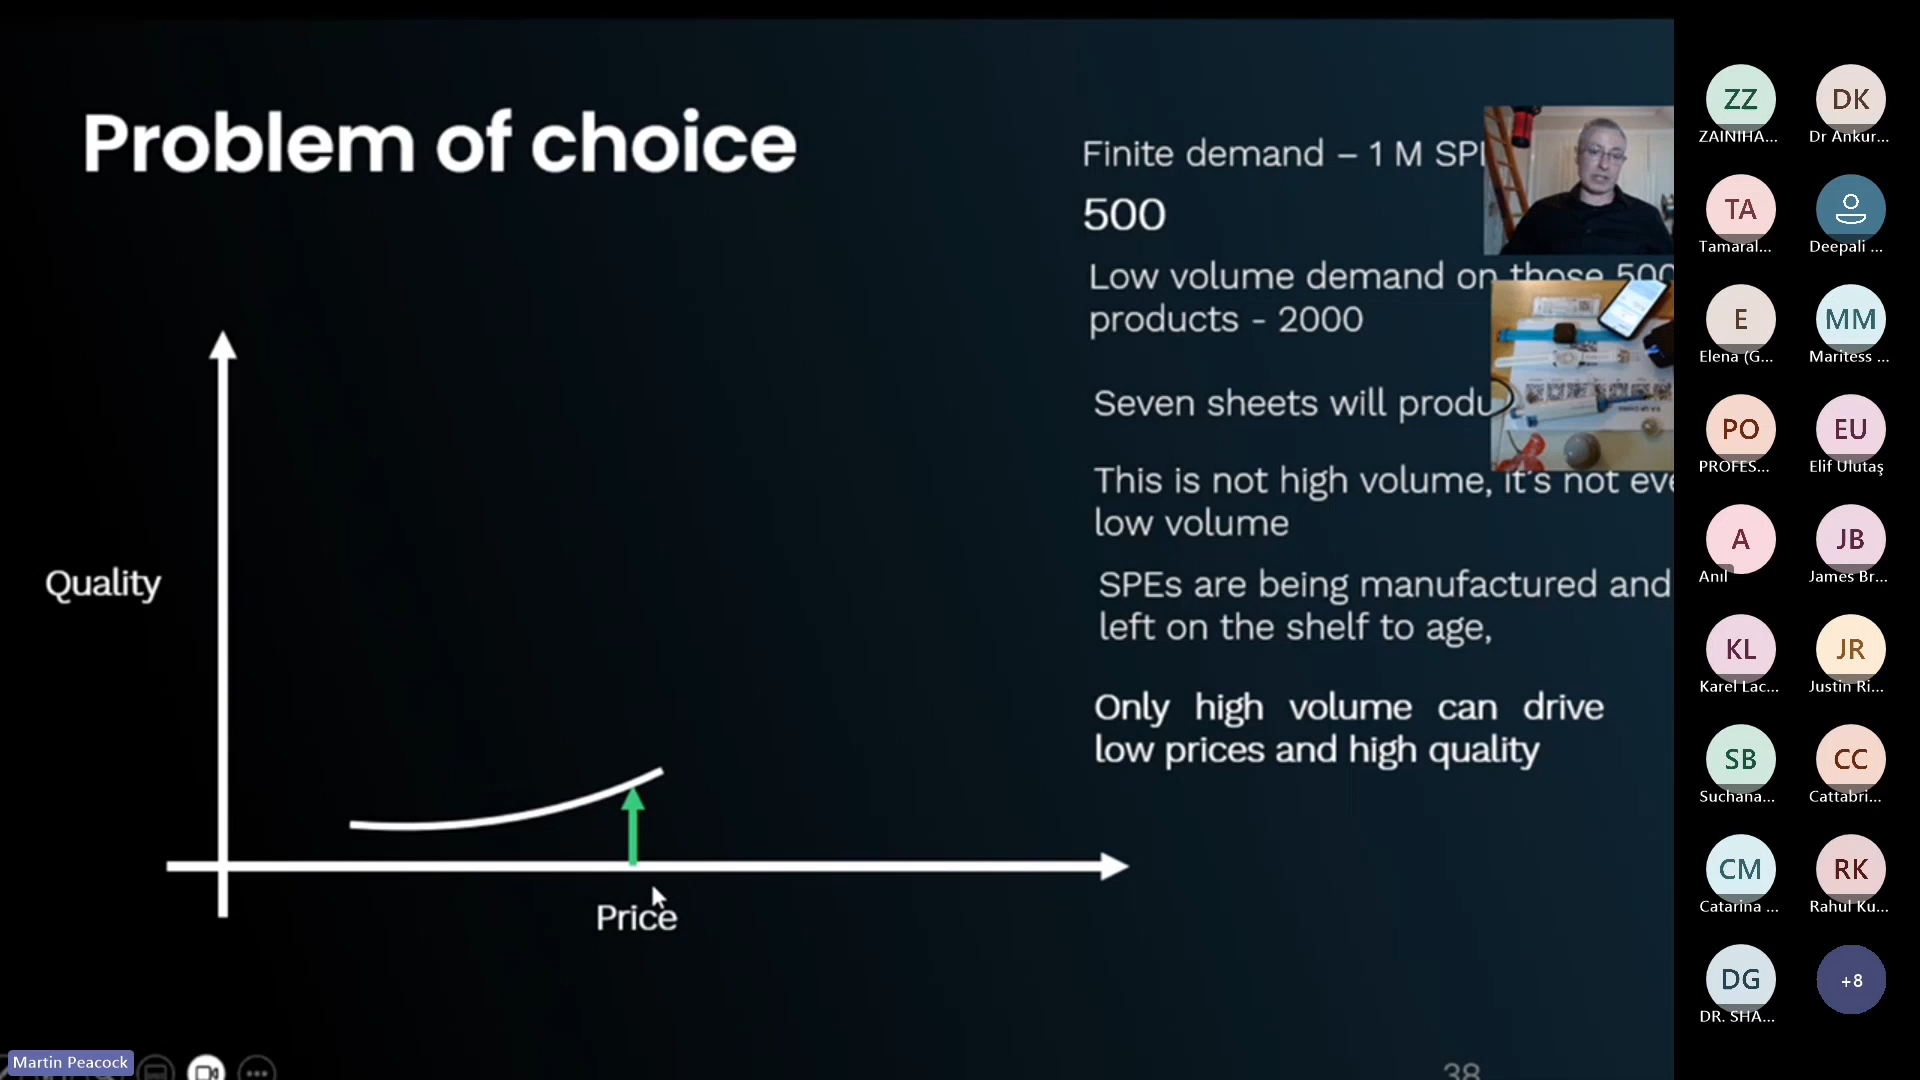 Problem of choice
Finite demand – 1 M
500
Low volume demand on those 500
products - 2000
Seven sheets will
This is not high volume, it's not
low volume
SPEs are being manufactured and
left on the shelf to age,
Only high volume can drive
low prices and high quality
Quality
Price
38
Martin Peacock
ZZ
ZAINIHA...
DK
Dr Ankur...
TA
Tamaral...
Deepali ...
E
Elena (G...
MM
Maritess ...
PO
PROFES...
EU
Elif Ulutaş
A
Anıl
JB
James Br...
KL
Karel Lac...
JR
Justin Ri...
SB
Suchana...
CC
Cattabri...
CM
Catarina ...
RK
Rahul Ku...
DG
DR. SHA...
+8